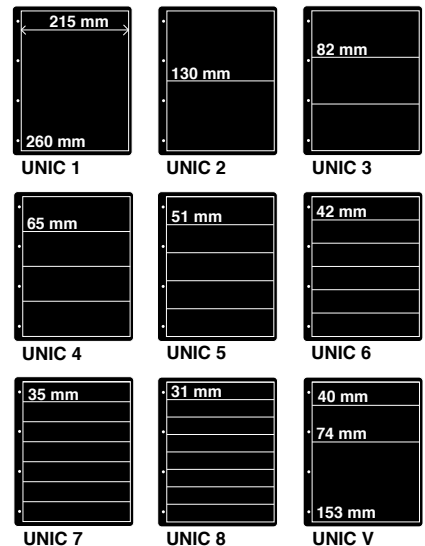 215 mm
260 mm
UNIC 1
130 mm
UNIC 2
82 mm
UNIC 3
65 mm
UNIC 4
51 mm
UNIC 5
42 mm
UNIC 6
35 mm
UNIC 7
31 mm
UNIC 8
40 mm
74 mm
153 mm
UNIC V